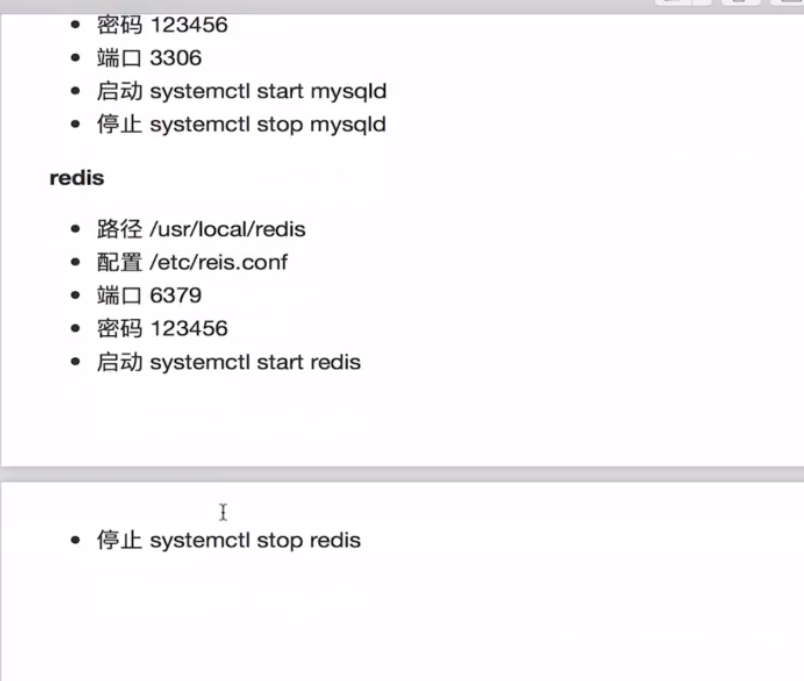 密码 123456
端口 3306
启动 systemctl start mysqld
停止 systemctl stop mysqld
redis
路径 /usr/local/redis
配置 /etc/reis.conf
端口 6379
密码 123456
启动 systemctl start redis
停止 systemctl stop redis